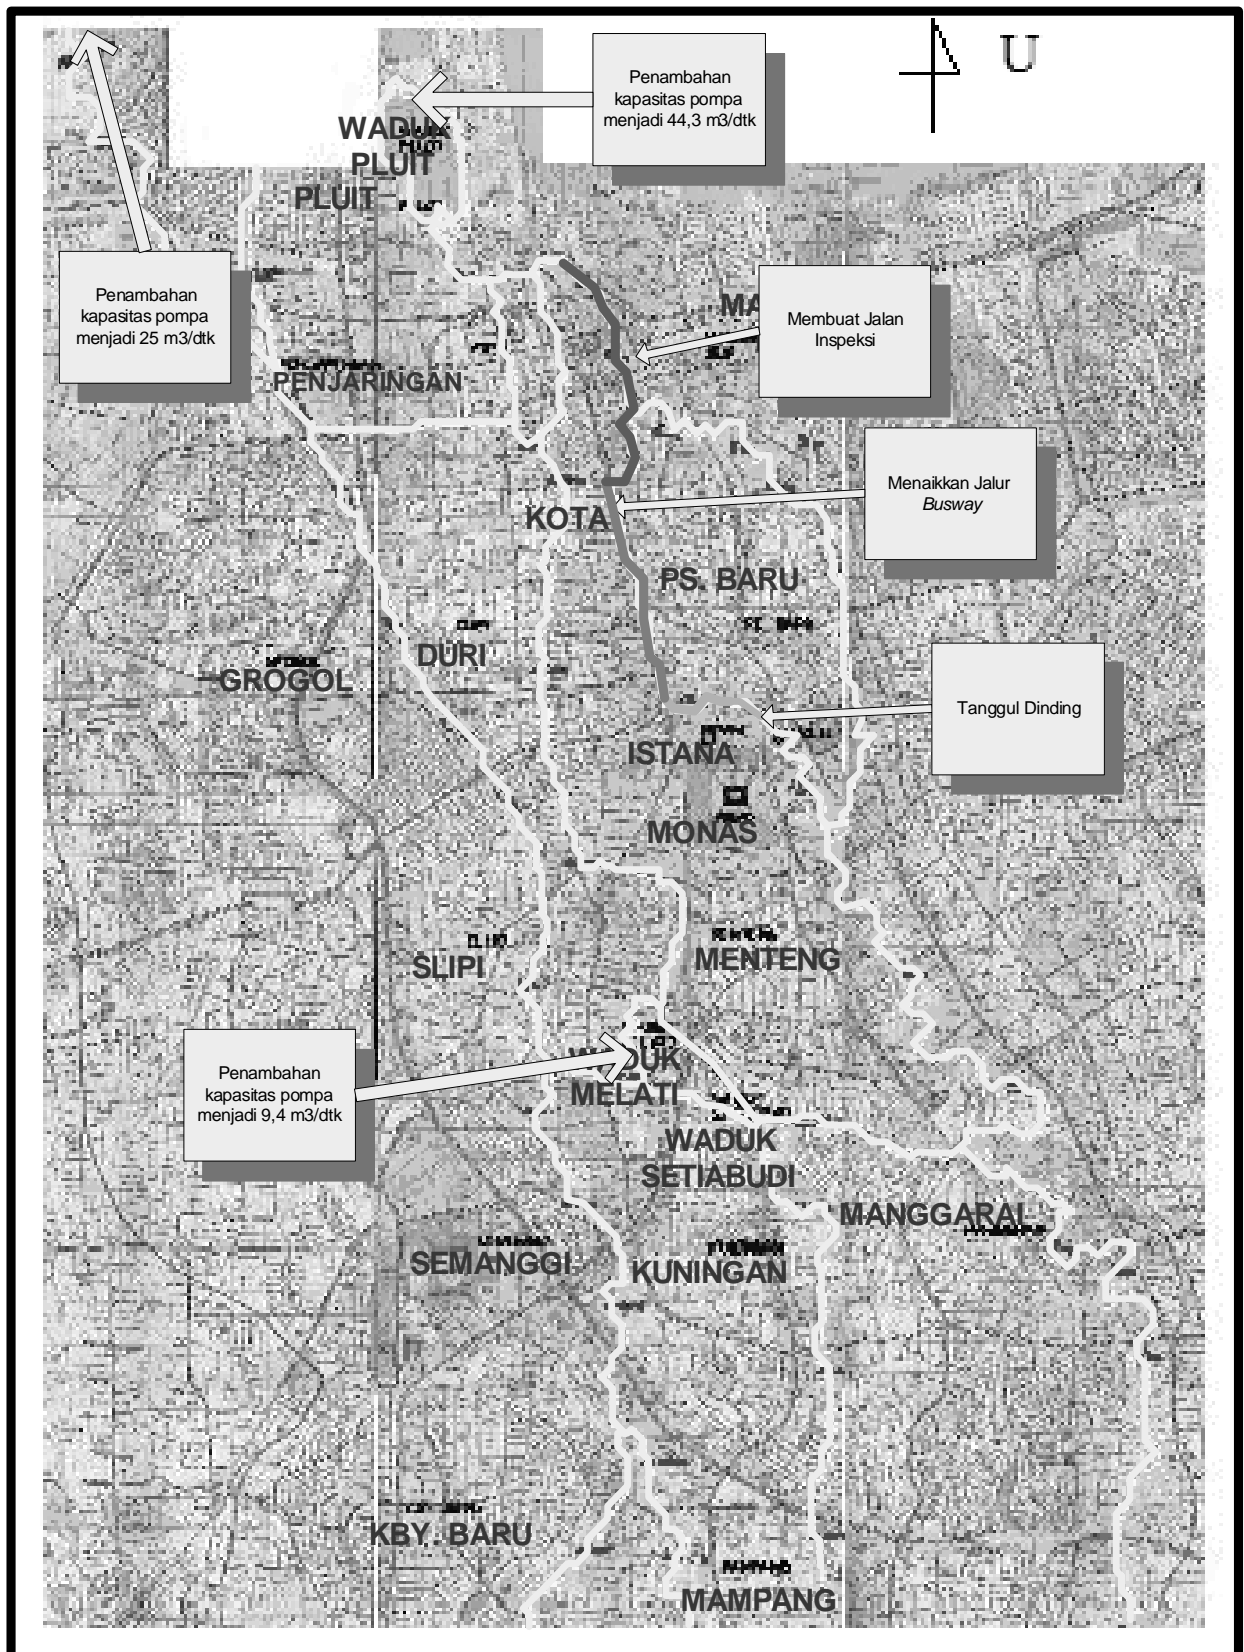 U
Penambahan
kapasitas pompa
menjadi 44,3 m3/dtk
WADUK
PLUIT
PLUIT
Penambahan
kapasitas pompa
menjadi 25 m3/dtk
Membuat Jalan
Inspeksi
MA
PENJARINGAN
Menaikkan Jalur
Busway
KOTA
PS. BARU
DURI
GROGOL
Tanggul Dinding
ISTANA
MONAS
SLIPI
MENTENG
Penambahan
kapasitas pompa
menjadi 9,4 m3/dtk
WADUK
MELATI
WADUK
SETIABUDI
MANGGARAI
SEMANGGI
KUNINGAN
KBY. BARU
MAMPANG